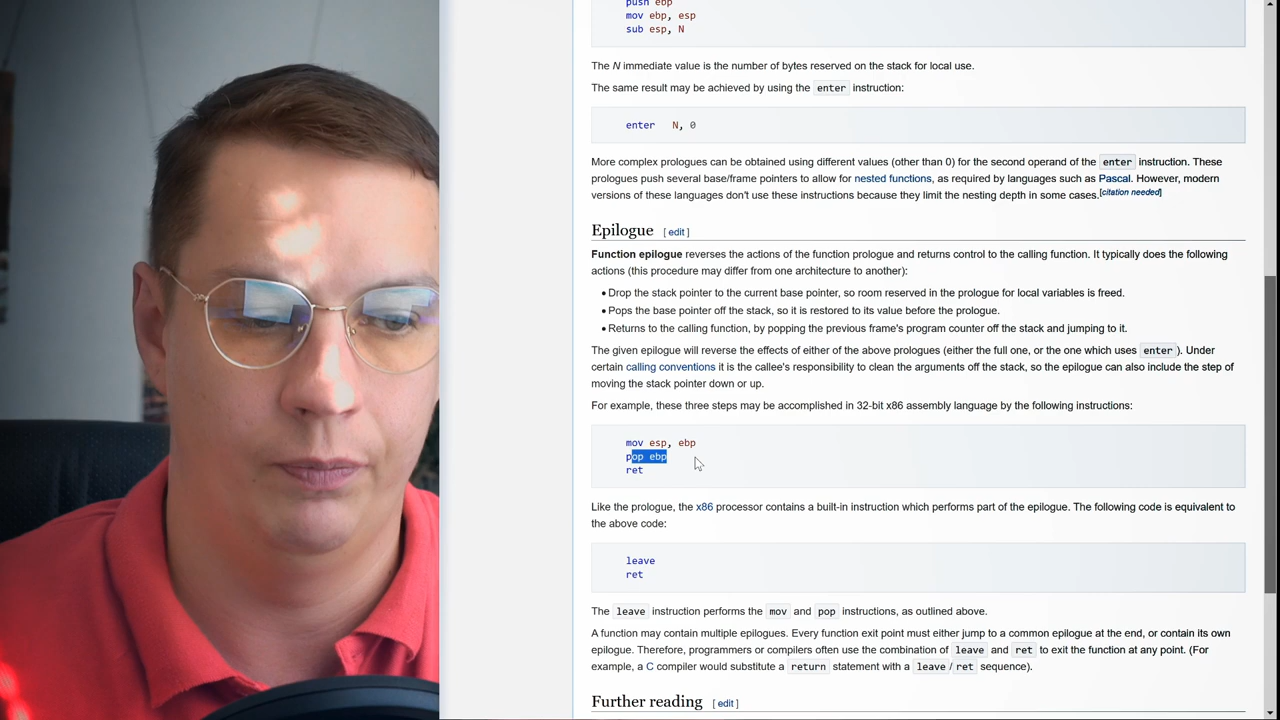 push ebp
mov ebp, esp
sub esp, N
The N immediate value is the number of bytes reserved on the stack for local use.
The same result may be achieved by using the enter instruction:
enter N, 0
More complex prologues can be obtained using different values (other than 0) for the second operand of the enter instruction. These
prologues push several base/frame pointers to allow for nested functions, as required by languages such as Pascal. However, modern
versions of these languages don't use these instructions because they limit the nesting depth in some cases.[citation needed]
Epilogue [ edit ]
Function epilogue reverses the actions of the function prologue and returns control to the calling function. It typically does the following
actions (this procedure may differ from one architecture to another):
• Drop the stack pointer to the current base pointer, so room reserved in the prologue for local variables is freed.
• Pops the base pointer off the stack, so it is restored to its value before the prologue.
• Returns to the calling function, by popping the previous frame's program counter off the stack and jumping to it.
The given epilogue will reverse the effects of either of the above prologues (either the full one, or the one which uses enter ). Under
certain calling conventions it is the callee's responsibility to clean the arguments off the stack, so the epilogue can also include the step of
moving the stack pointer down or up.
For example, these three steps may be accomplished in 32-bit x86 assembly language by the following instructions:
mov esp, ebp
pop ebp
ret
Like the prologue, the x86 processor contains a built-in instruction which performs part of the epilogue. The following code is equivalent to
the above code:
leave
ret
The leave instruction performs the mov and pop instructions, as outlined above.
A function may contain multiple epilogues. Every function exit point must either jump to a common epilogue at the end, or contain its own
epilogue. Therefore, programmers or compilers often use the combination of leave and ret to exit the function at any point. (For
example, a C compiler would substitute a return statement with a leave / ret sequence).
Further reading [ edit ]